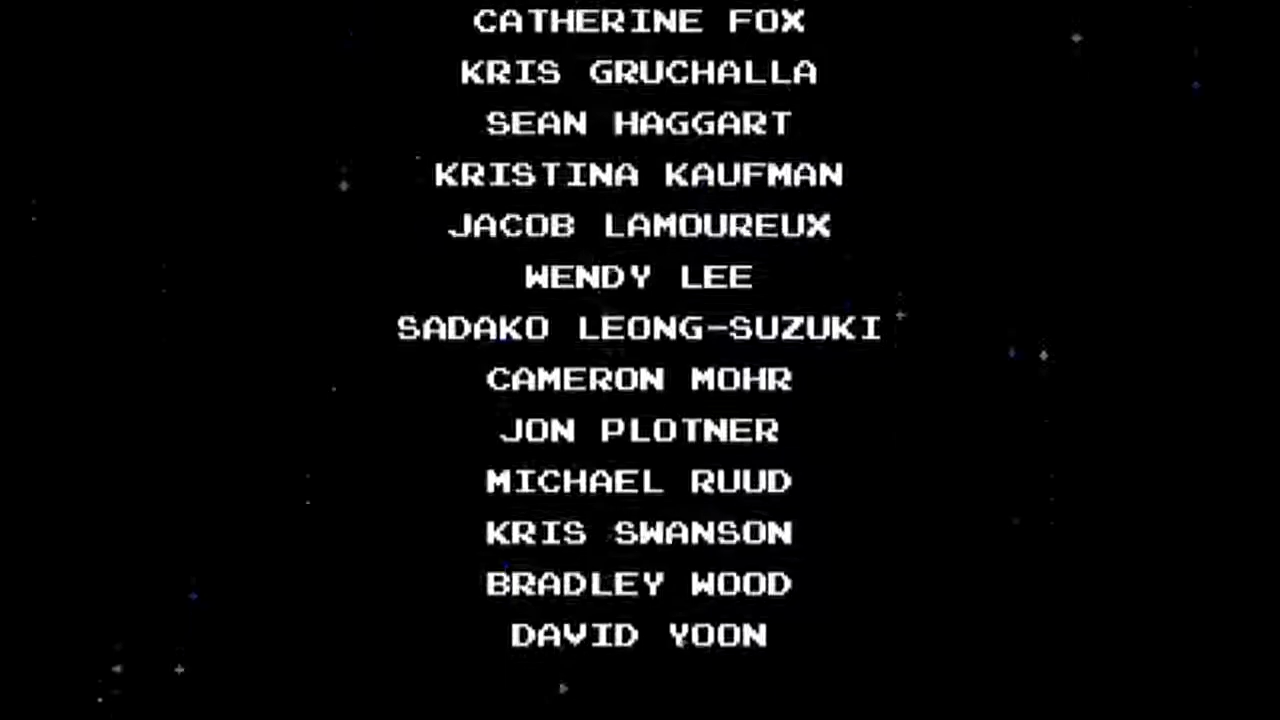 CATHERINE FOX
KRIS GRUCHALLA
SEAN HAGGART
KRISTINA KAUFMAN
JACOB LAMOUREUX
WENDY LEE
SADAKO LEONG-SUZUKI
CAMERON MOHR
JON PLOTNER
MICHAEL RUUD
KRIS SWANSON
BRADLEY WOOD
DAVID YOON